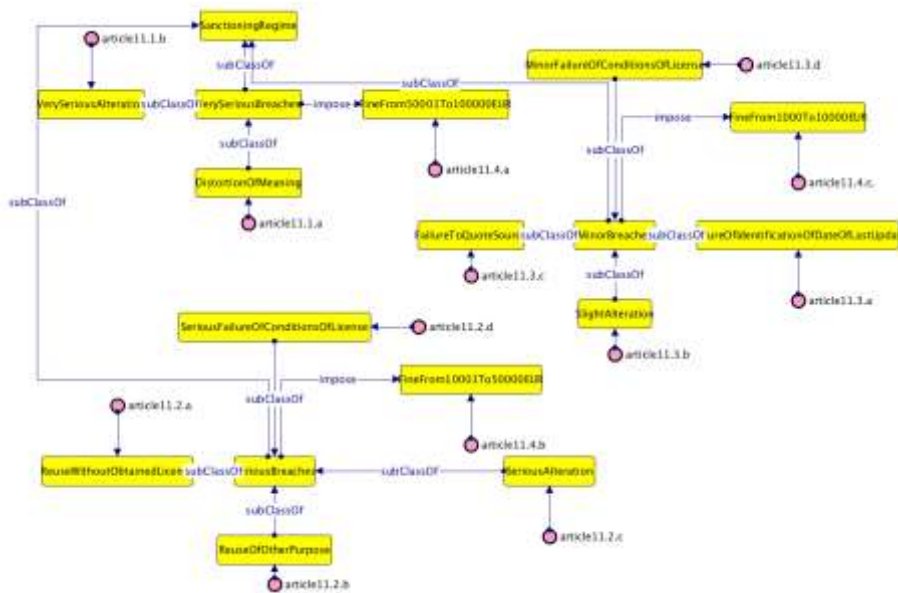 SanctioningRegime
article11.1.b
subClassOf
MinorFailureOfConditionsOfLicense
article11.3.d
subClassOf
VerySeriousAlteration
subClassOf
VerySeriousBreaches
impose
FineFrom50001To100000EUR
impose
FineFrom1000To10000EUR
subClassOf
article11.4.a
article11.4.c.
DistortionOfMeaning
subClassOf
subClassOf
article11.1.a
FailureToQuoteSourc
subClassOf
MinorBreaches
subClassOf
ureOfIdentificationOfDateOfLastUpdat
article11.3.c
subClassOf
article11.3.a
SlightAlteration
SeriousFailureOfConditionsOfLicense
article11.2.d
article11.3.b
impose
FineFrom10001To50000EUR
subClassOf
article11.2.a
article11.4.b
ReuseWithoutObtainedLicen
subClassOf
riousBreaches
subClassOf
SeriousAlteration
subClassOf
article11.2.c
ReuseOfOtherPurpose
article11.2.b